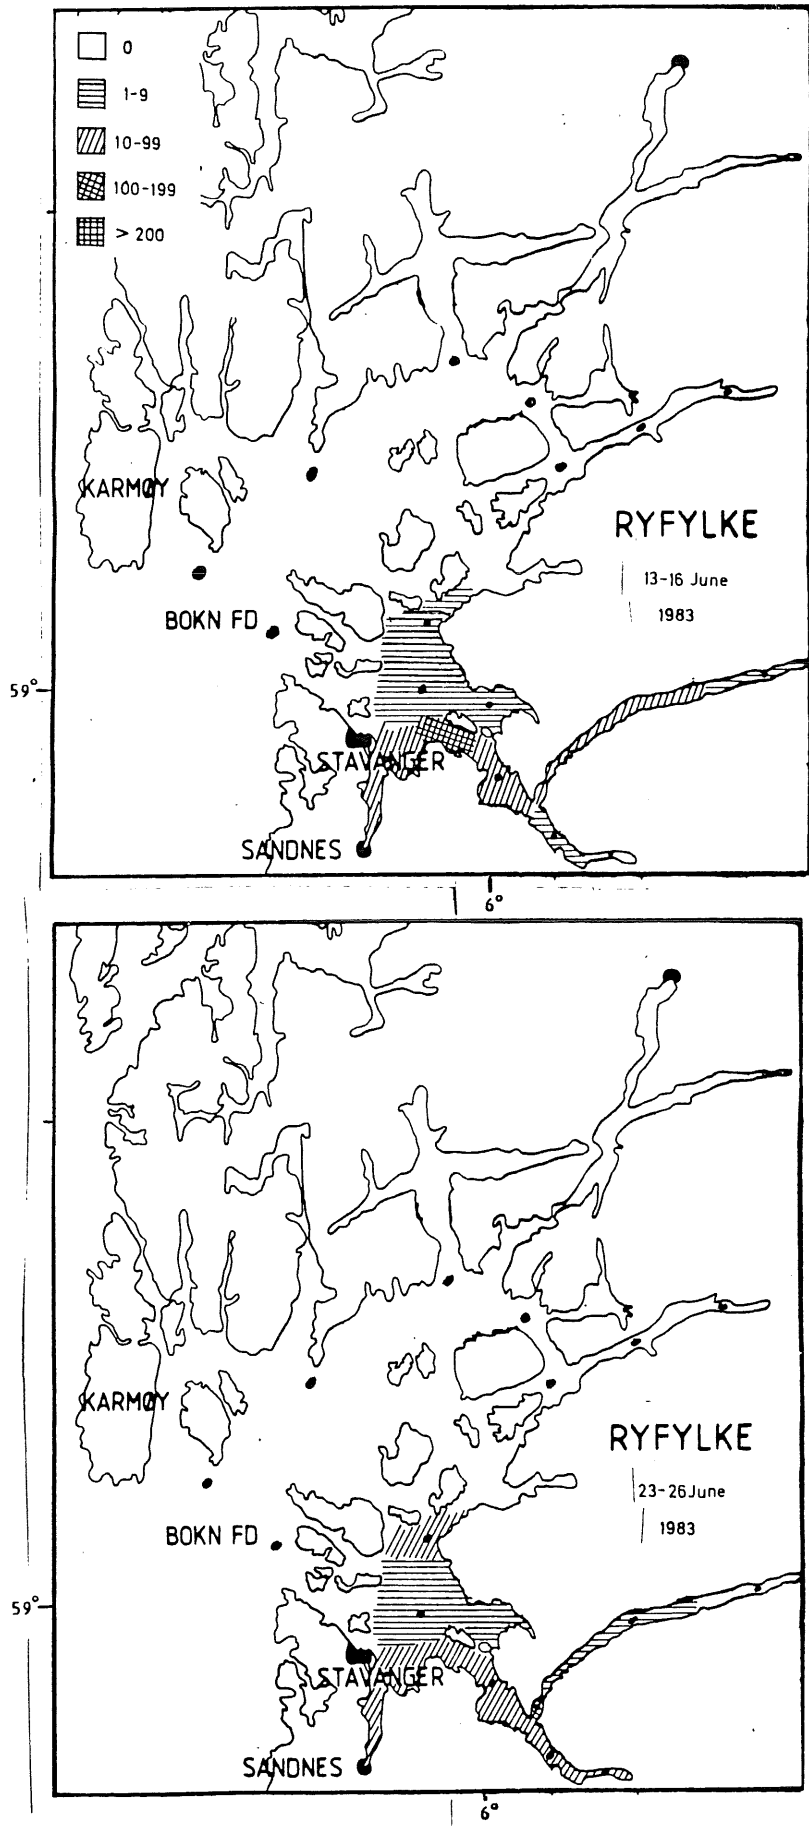 0
1-9
10-99
100-199
> 200
KARMØY
RYFYLKE
13-16 June
1983
BOKN FD
59°
STAVANGER
SANDNES
6°
KARMØY
RYFYLKE
23-26 June
1983
BOKN FD
59°
STAVANGER
SANDNES
6°